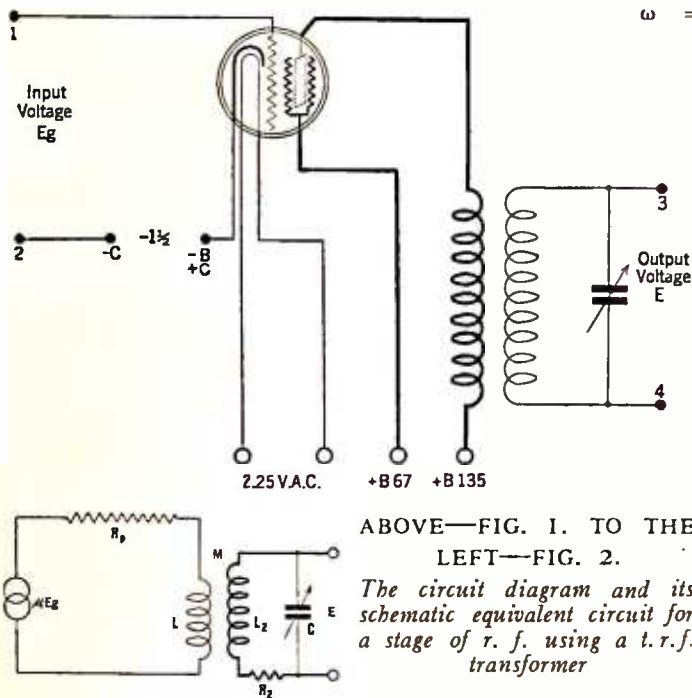 ω =
1
Input
Voltage
Eg
2
-C
-1½
-B
+C
3
Output
Voltage
E
4
2.25 V.A.C.
+B 67
+B 135
Rp
M
Eg
L
L2
C
E
R2
ABOVE—FIG. 1. TO THE
LEFT—FIG. 2.
The circuit diagram and its
schematic equivalent circuit for
a stage of r. f. using a t. r. f.
transformer